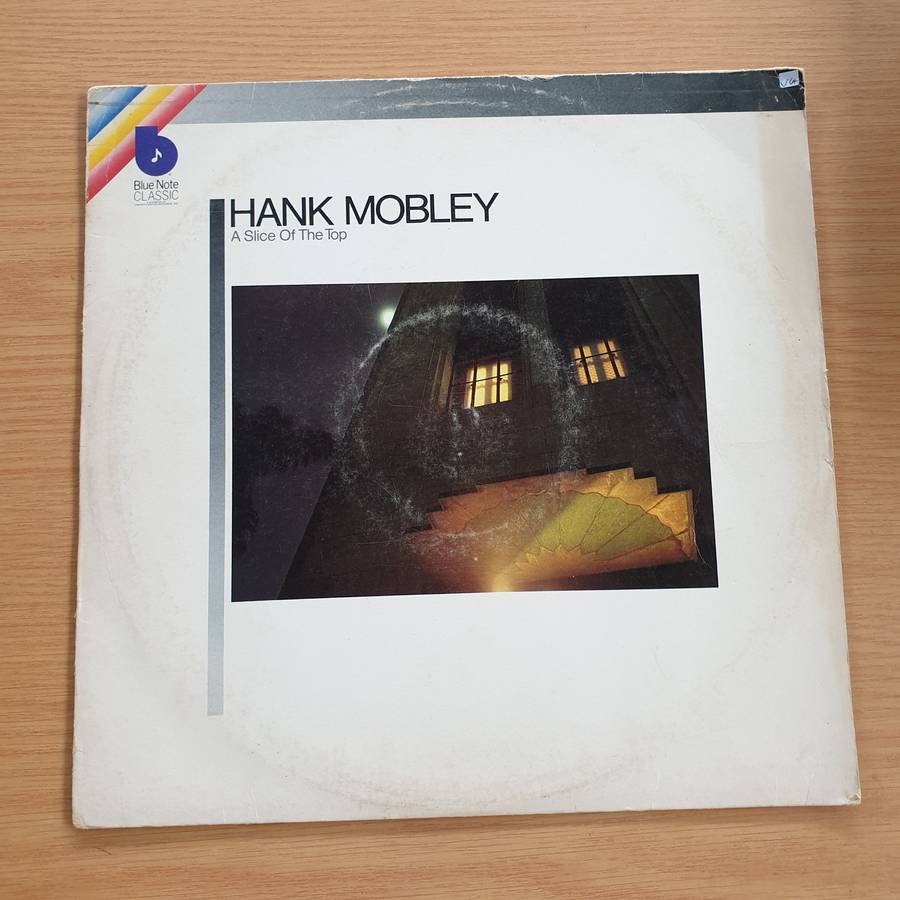 Blue Note
CLASSIC
HANK MOBLEY
A Slice Of The Top